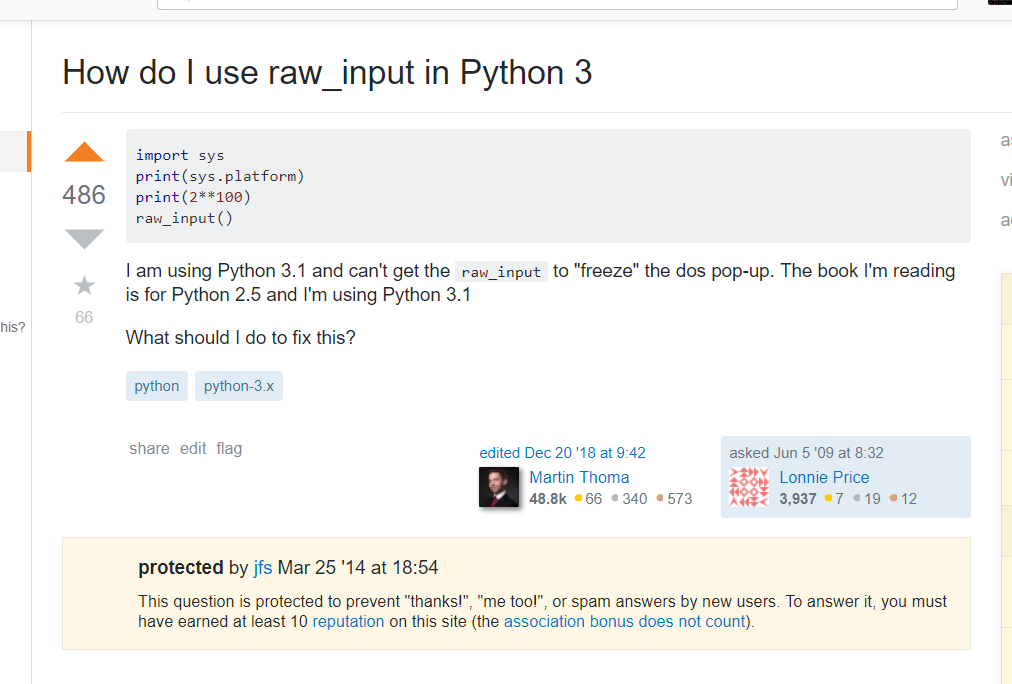 How do I use raw_input in Python 3
486
66
import sys
print(sys.platform)
print(2**100)
raw_input()
I am using Python 3.1 and can't get the raw_input to "freeze" the dos pop-up. The book I'm reading
is for Python 2.5 and I'm using Python 3.1
What should I do to fix this?
python python-3.x
share edit flag
edited Dec 20 '18 at 9:42
Martin Thoma
48.8k 66 340 573
asked Jun 5 '09 at 8:32
Lonnie Price
3,937 7 19 12
protected by jfs Mar 25 '14 at 18:54
This question is protected to prevent "thanks!", "me too!", or spam answers by new users. To answer it, you must
have earned at least 10 reputation on this site (the association bonus does not count).